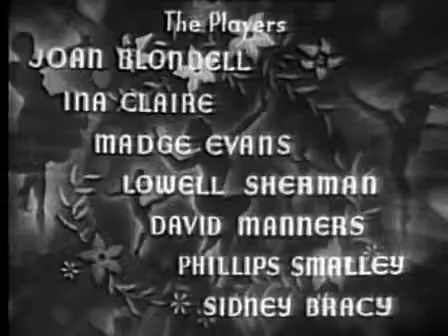 The Players
JOAN BLONDELL
INA CLAIRE
MADGE EVANS
LOWELL SHERMAN
DAVID MANNERS
PHILLIPS SMALLEY
SIDNEY BRACY